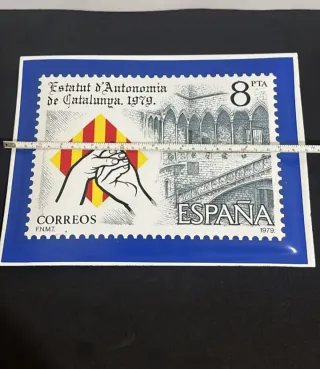 Estatut d'Autonomia
de Catalunya. 1979.
8 PTA
CORREOS
F.N.M.T.
ESPAÑA
1979